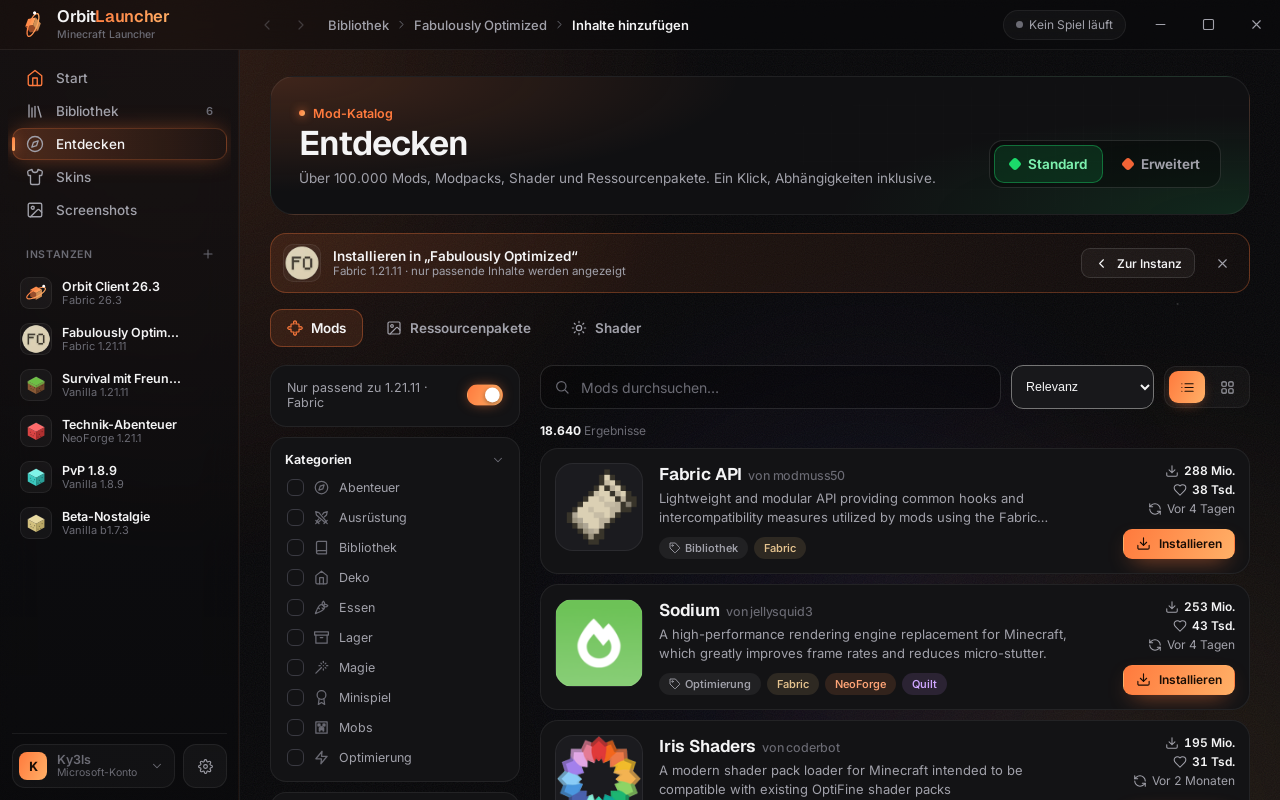 OrbitLauncher
Minecraft Launcher
Bibliothek
Fabulously Optimized
Inhalte hinzufügen
Kein Spiel läuft
Start
Bibliothek 6
Entdecken
Skins
Screenshots
INSTANZEN
Orbit Client 26.3
Fabric 26.3
FO
Fabulously Optim...
Fabric 1.21.11
Survival mit Freun...
Vanilla 1.21.11
Technik-Abenteuer
NeoForge 1.21.1
PvP 1.8.9
Vanilla 1.8.9
Beta-Nostalgie
Vanilla b1.7.3
K
Ky3ls
Microsoft-Konto
Mod-Katalog
Entdecken
Über 100.000 Mods, Modpacks, Shader und Ressourcenpakete. Ein Klick, Abhängigkeiten inklusive.
Standard
Erweitert
FO
Installieren in „Fabulously Optimized“
Fabric 1.21.11 · nur passende Inhalte werden angezeigt
Zur Instanz
Mods
Ressourcenpakete
Shader
Nur passend zu 1.21.11 ·
Fabric
Kategorien
Abenteuer
Ausrüstung
Bibliothek
Deko
Essen
Lager
Magie
Minispiel
Mobs
Optimierung
Mods durchsuchen...
Relevanz
18.640 Ergebnisse
Fabric API von modmuss50
Lightweight and modular API providing common hooks and
intercompatibility measures utilized by mods using the Fabric...
Bibliothek
Fabric
288 Mio.
38 Tsd.
Vor 4 Tagen
Installieren
Sodium von jellysquid3
A high-performance rendering engine replacement for Minecraft,
which greatly improves frame rates and reduces micro-stutter.
Optimierung
Fabric
NeoForge
Quilt
253 Mio.
43 Tsd.
Vor 4 Tagen
Installieren
Iris Shaders von coderbot
A modern shader pack loader for Minecraft intended to be
compatible with existing OptiFine shader packs
195 Mio.
31 Tsd.
Vor 2 Monaten